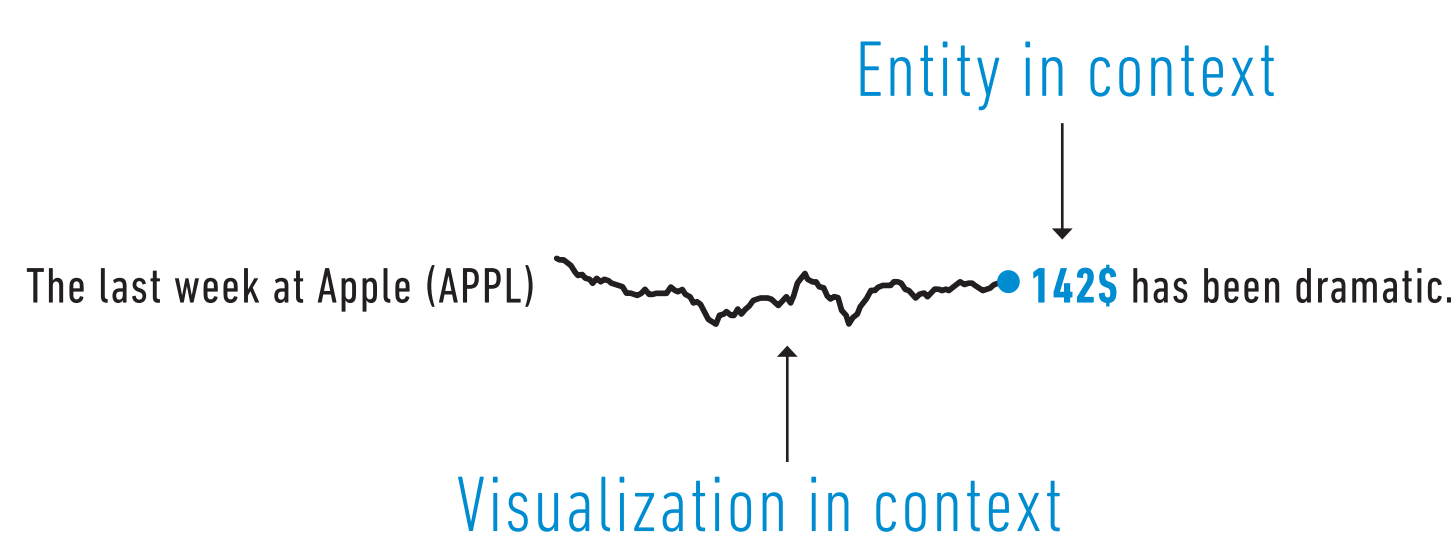 Entity in context
The last week at Apple (APPL) 142$ has been dramatic.
Visualization in context